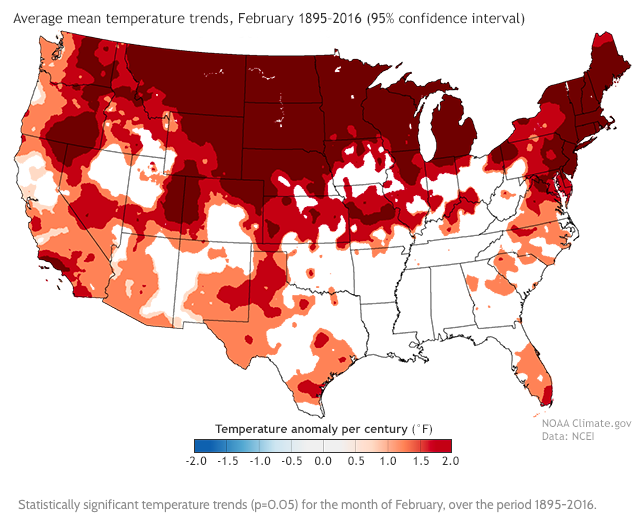 Average mean temperature trends, February 1895-2016 (95% confidence interval)
NOAA Climate.gov
Data: NCEI
Temperature anomaly per century (°F)
-2.0 -1.5 -1.0 -0.5 0.0 0.5 1.0 1.5 2.0
Statistically significant temperature trends (p=0.05) for the month of February, over the period 1895-2016.